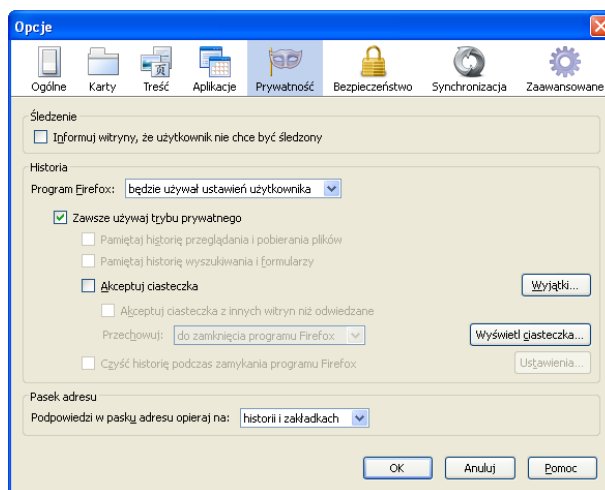 Opcje
Ogólne Karty Treść Aplikacje Prywatność Bezpieczeństwo Synchronizacja Zaawansowane
Śledzenie
Informuj witryny, że użytkownik nie chce być śledzony
Historia
Program Firefox: będzie używał ustawień użytkownika
Zawsze używaj trybu prywatnego
Pamiętaj historię przeglądania i pobierania plików
Pamiętaj historię wyszukiwania i formularzy
Akceptuj ciasteczka Wyjątki...
Akceptuj ciasteczka z innych witryn niż odwiedzane
Przechowuj: do zamknięcia programu Firefox Wyświetl ciasteczka...
Czyść historię podczas zamykania programu Firefox Ustawienia...
Pasek adresu
Podpowiedzi w pasku adresu opieraj na: historii i zakładkach
OK Anuluj Pomoc